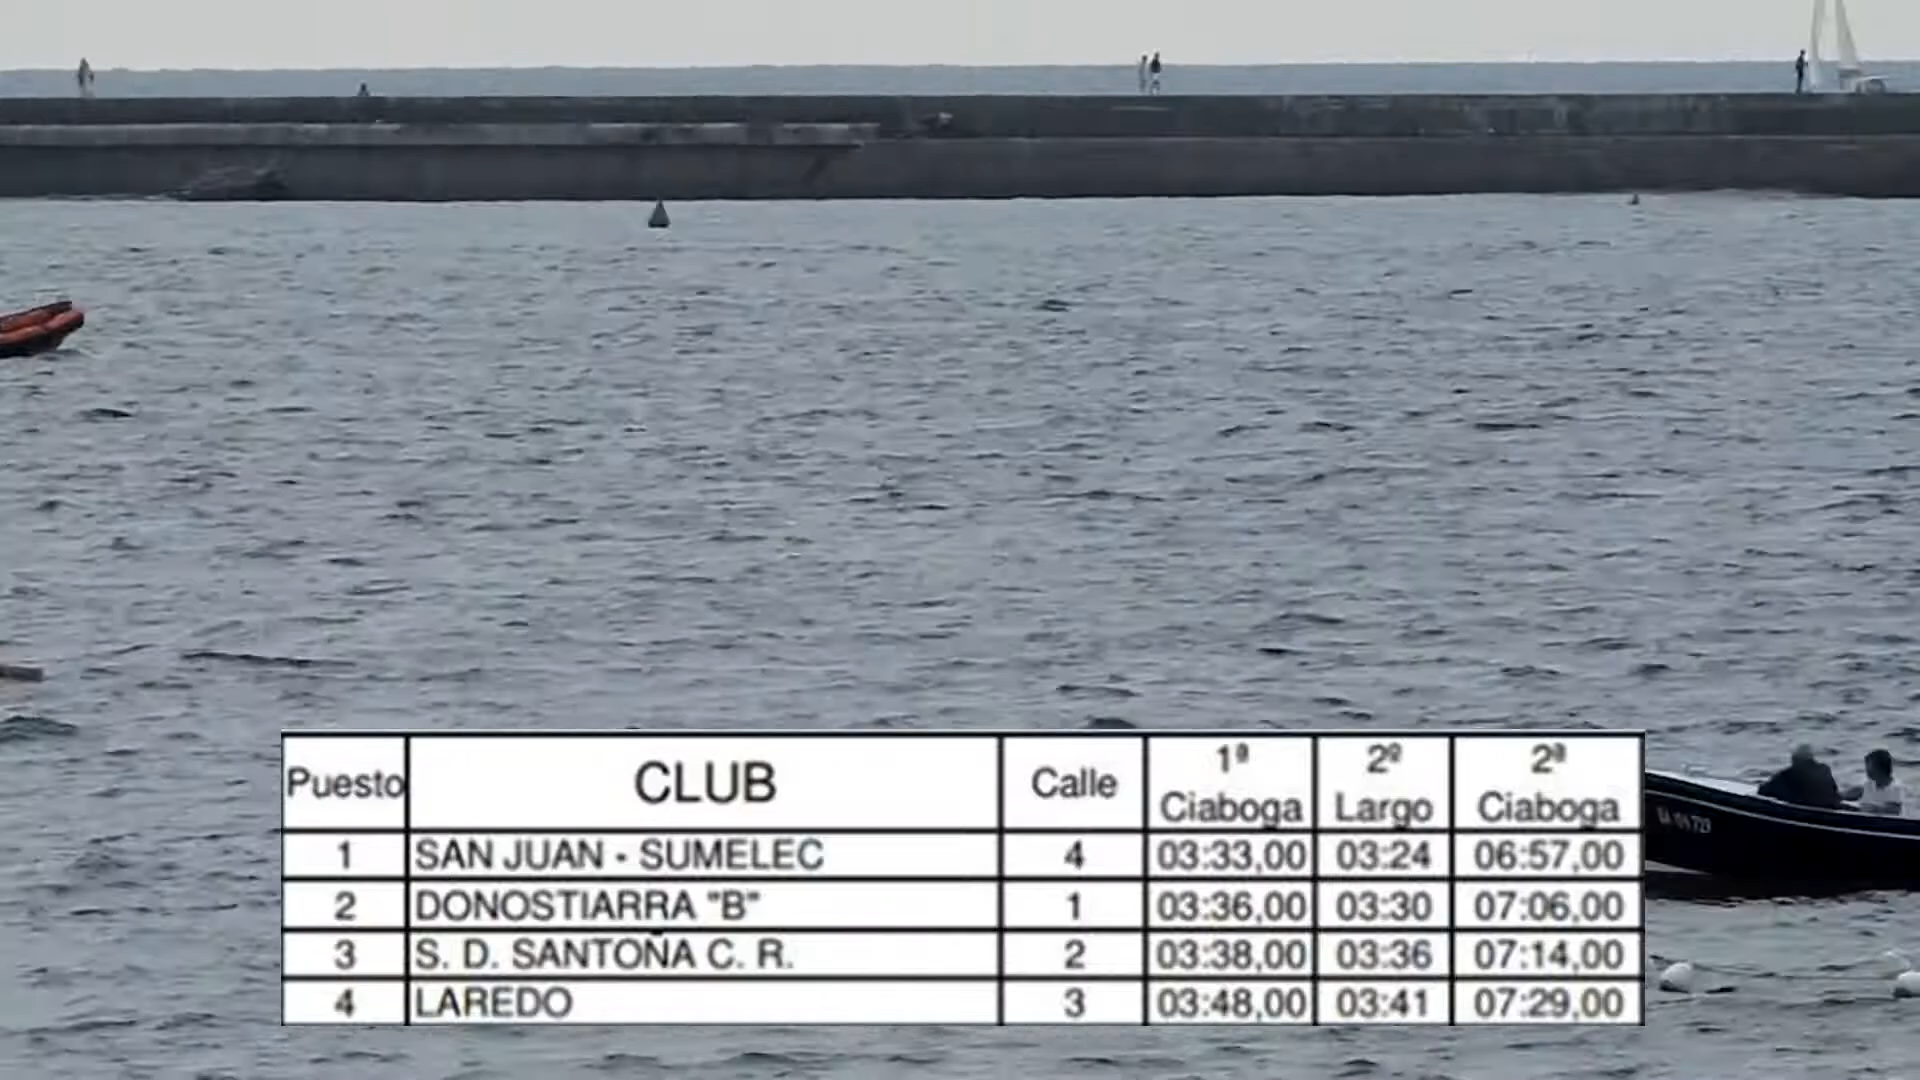 Puesto CLUB Calle 1ª Ciaboga 2º Largo 2ª Ciaboga
1 SAN JUAN - SUMELEC 4 03:33,00 03:24 06:57,00
2 DONOSTIARRA "B" 1 03:36,00 03:30 07:06,00
3 S. D. SANTOÑA C. R. 2 03:38,00 03:36 07:14,00
4 LAREDO 3 03:48,00 03:41 07:29,00